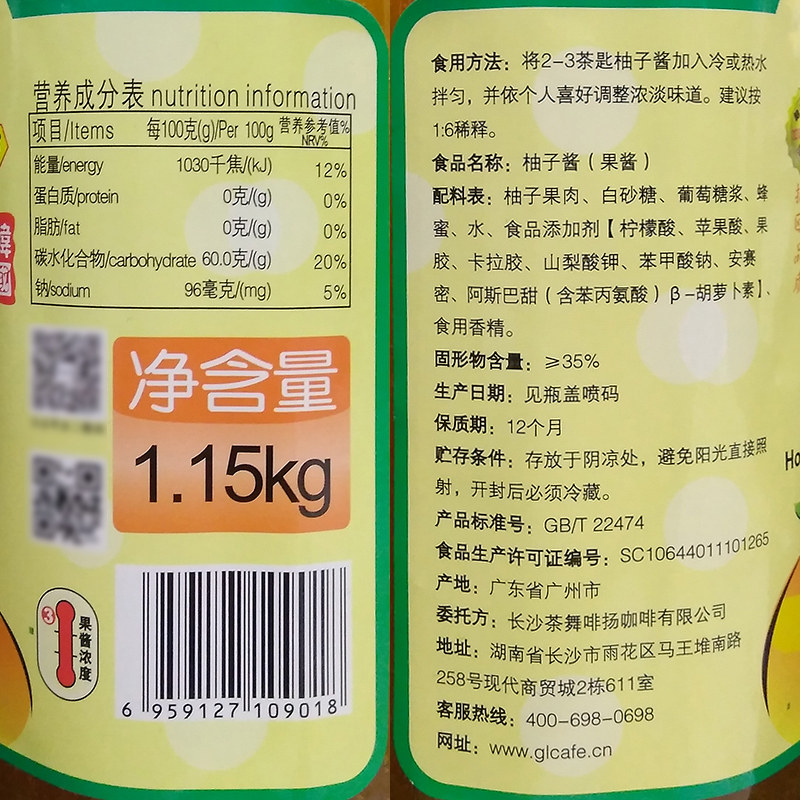 营养成分表 nutrition information
项目/Items 每100克(g)/Per 100g 营养参考值%
NRV%
能量/energy 1030千焦/(kJ) 12%
蛋白质/protein 0克/(g) 0%
脂肪/fat 0克/(g) 0%
碳水化合物/carbohydrate 60.0克/(g) 20%
钠/sodium 96毫克/(mg) 5%
净含量
1.15kg
3
果酱浓度
6 959127 109018
食用方法：将2-3茶匙柚子酱加入冷或热水
拌匀，并依个人喜好调整浓淡味道。建议按
1:6稀释。
食品名称：柚子酱（果酱）
配料表：柚子果肉、白砂糖、葡萄糖浆、蜂
蜜、水、食品添加剂【柠檬酸、苹果酸、果
胶、卡拉胶、山梨酸钾、苯甲酸钠、安赛
密、阿斯巴甜（含苯丙氨酸）β-胡萝卜素】、
食用香精。
固形物含量：≥35%
生产日期：见瓶盖喷码
保质期：12个月
贮存条件：存放于阴凉处，避免阳光直接照
射，开封后必须冷藏。
产品标准号：GB/T 22474
食品生产许可证编号：SC10644011101265
产地：广东省广州市
委托方：长沙茶舞啡扬咖啡有限公司
地址：湖南省长沙市雨花区马王堆南路
258号现代商贸城2栋611室
客服热线：400-698-0698
网址：www.glcafe.cn
Ho